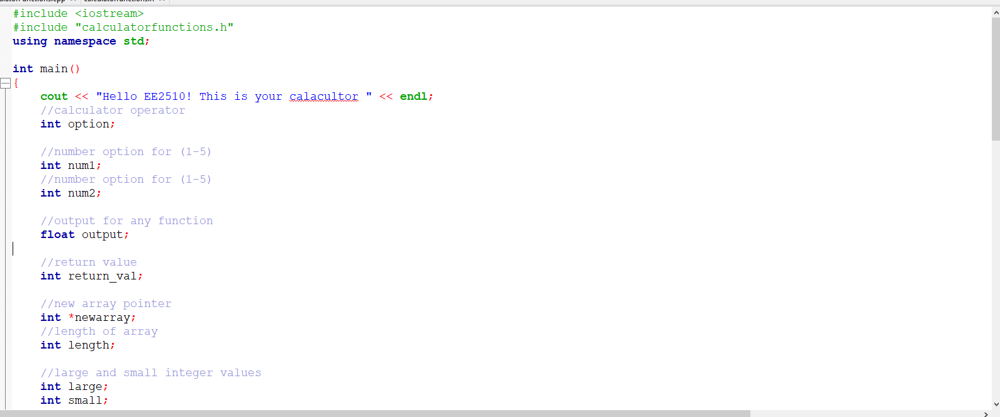 #include <iostream>
#include "calculatorfunctions.h"
using namespace std;
int main()
{
cout << "Hello EE2510! This is your calacultor " << endl;
//calculator operator
int option;
//number option for (1-5)
int num1;
//number option for (1-5)
int num2;
//output for any function
float output;
//return value
int return_val;
//new array pointer
int *newarray;
//length of array
int length;
//large and small integer values
int large;
int small;